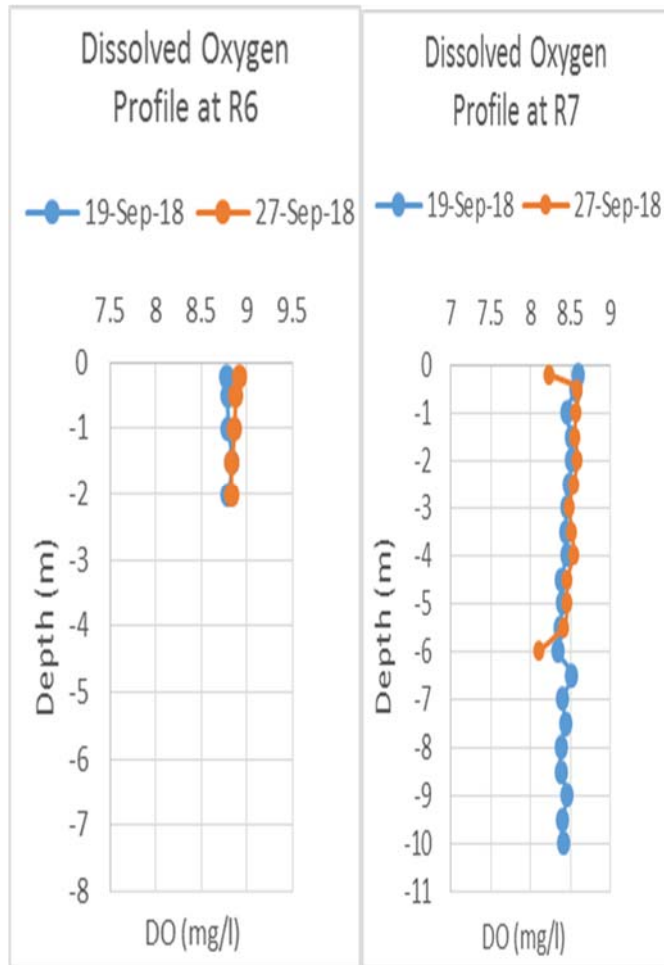 Dissolved Oxygen
Profile at R6
19-Sep-18 27-Sep-18
7.5 8 8.5 9 9.5
0
-1
-2
-3
-4
-5
-6
-7
-8
Depth (m)
DO (mg/l)
Dissolved Oxygen
Profile at R7
19-Sep-18 27-Sep-18
7 7.5 8 8.5 9
0
-1
-2
-3
-4
-5
-6
-7
-8
-9
-10
-11
Depth (m)
DO (mg/l)